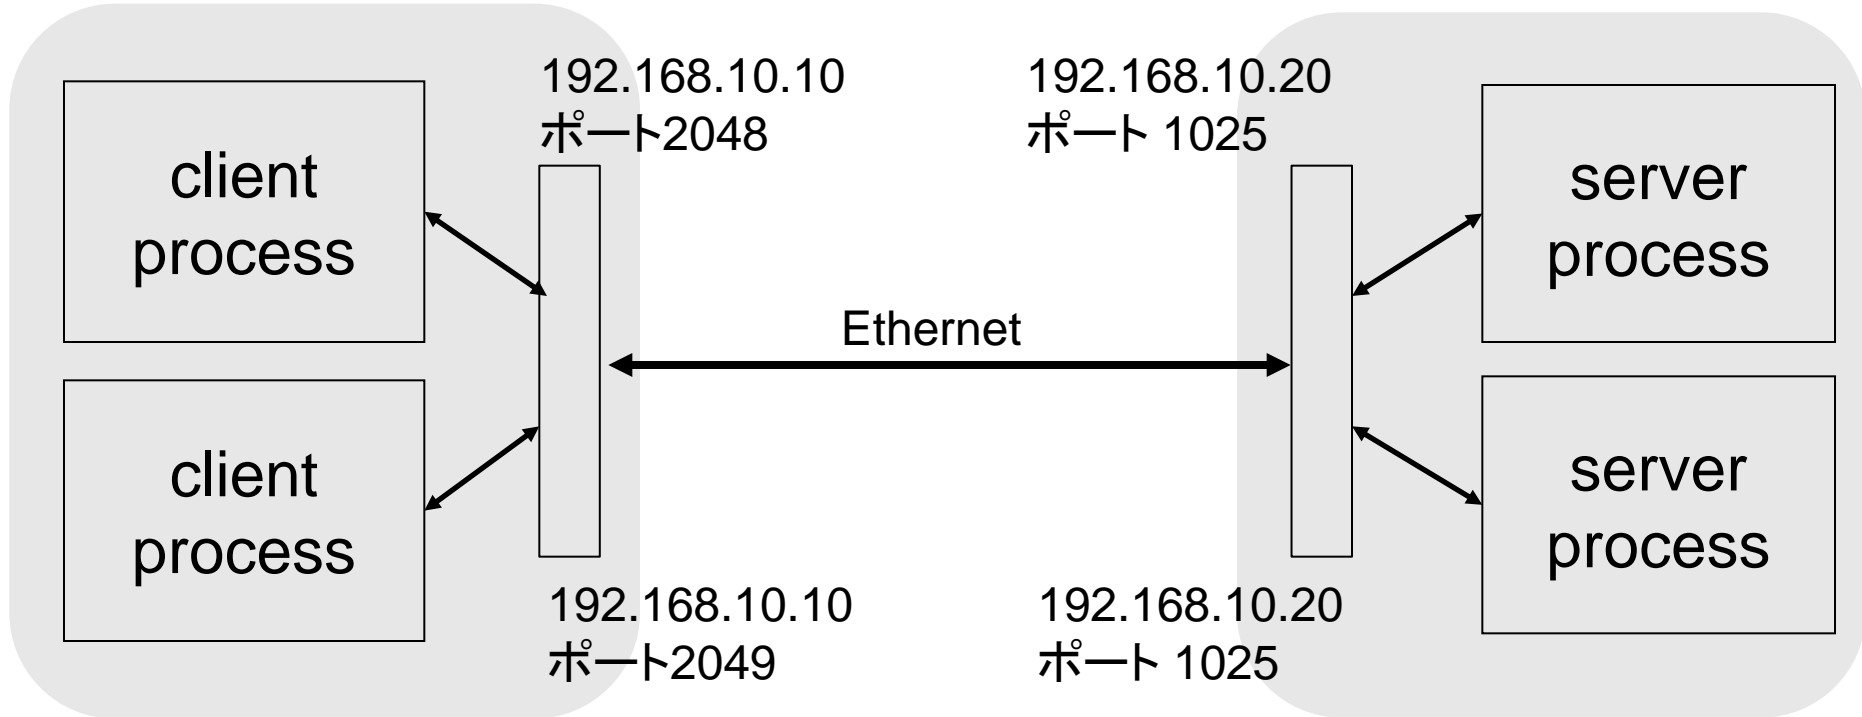 client
process
192.168.10.10
ポート2048
192.168.10.20
ポート 1025
server
process
Ethernet
client
process
192.168.10.10
ポート2049
192.168.10.20
ポート 1025
server
process